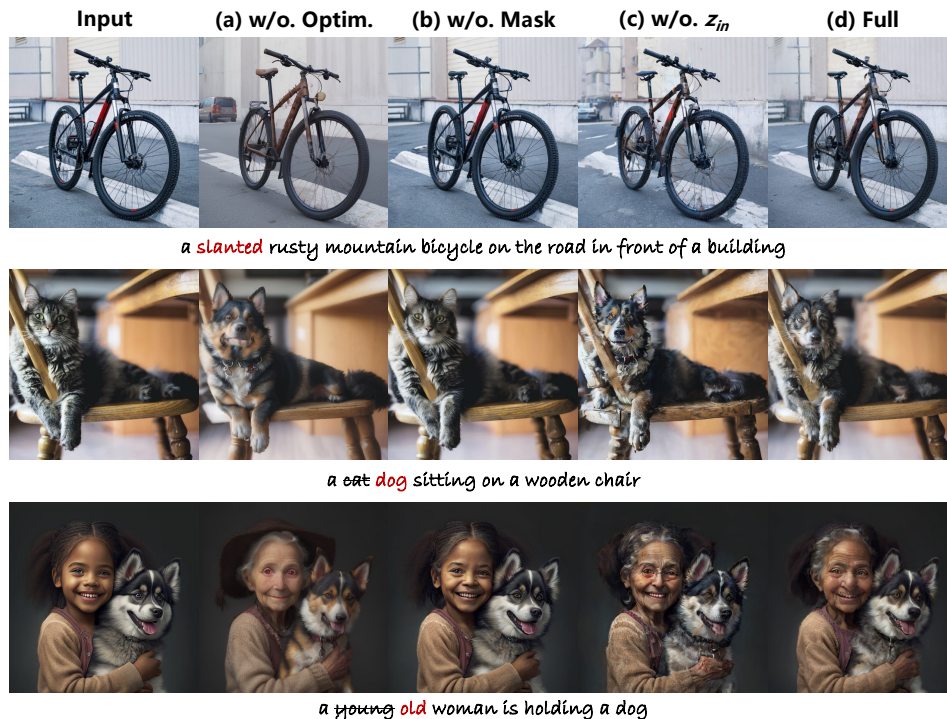 Input (a) w/o. Optim. (b) w/o. Mask (c) w/o. z_in (d) Full
a slanted rusty mountain bicycle on the road in front of a building
a cat dog sitting on a wooden chair
a young old woman is holding a dog